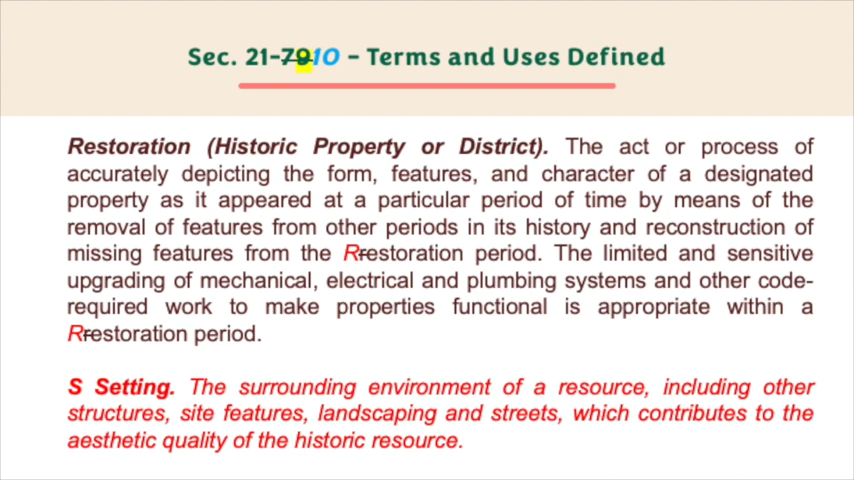 Sec. 21-7910 – Terms and Uses Defined
Restoration (Historic Property or District). The act or process of
accurately depicting the form, features, and character of a designated
property as it appeared at a particular period of time by means of the
removal of features from other periods in its history and reconstruction of
missing features from the Rrestoration period. The limited and sensitive
upgrading of mechanical, electrical and plumbing systems and other code-
required work to make properties functional is appropriate within a
Rrestoration period.
S Setting. The surrounding environment of a resource, including other
structures, site features, landscaping and streets, which contributes to the
aesthetic quality of the historic resource.